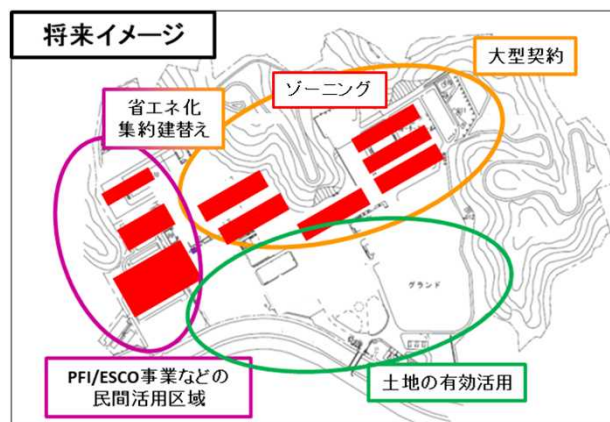 将来イメージ
大型契約
ゾーニング
省エネ化
集約建替え
グランド
PFI/ESCO事業などの
民間活用区域
土地の有効活用